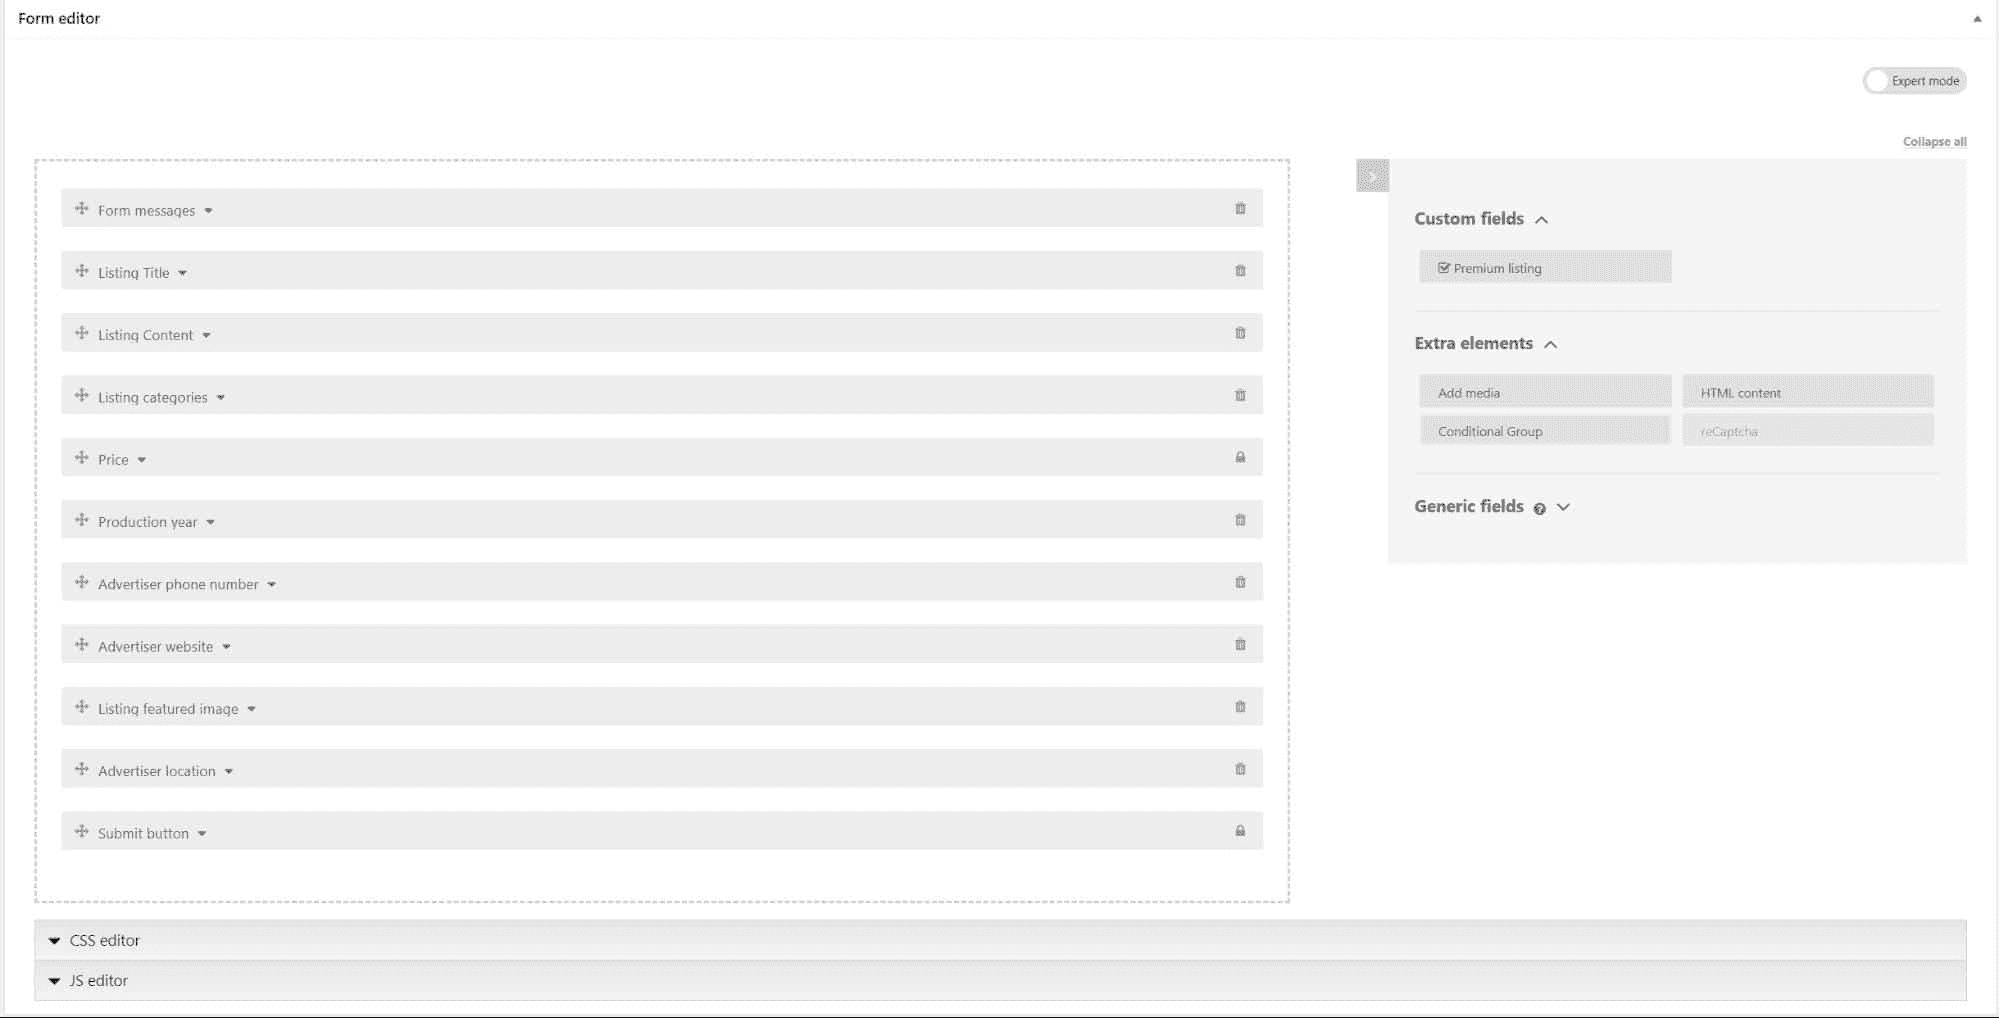 Form editor
Expert mode
Collapse all
Form messages
Listing Title
Listing Content
Listing categories
Price
Production year
Advertiser phone number
Advertiser website
Listing featured image
Advertiser location
Submit button
Custom fields
Premium listing
Extra elements
Add media
HTML content
Conditional Group
reCaptcha
Generic fields ?
CSS editor
JS editor